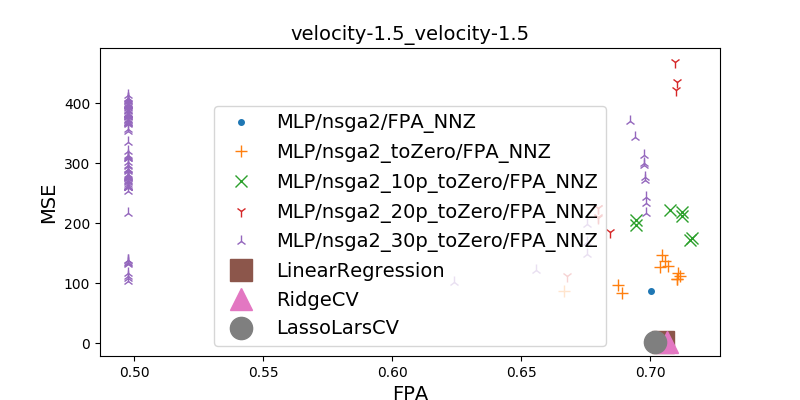 velocity-1.5_velocity-1.5
MSE
400
300
200
100
0
MLP/nsga2/FPA_NNZ
MLP/nsga2_toZero/FPA_NNZ
MLP/nsga2_10p_toZero/FPA_NNZ
MLP/nsga2_20p_toZero/FPA_NNZ
MLP/nsga2_30p_toZero/FPA_NNZ
LinearRegression
RidgeCV
LassoLarsCV
0.50 0.55 0.60 0.65 0.70
FPA